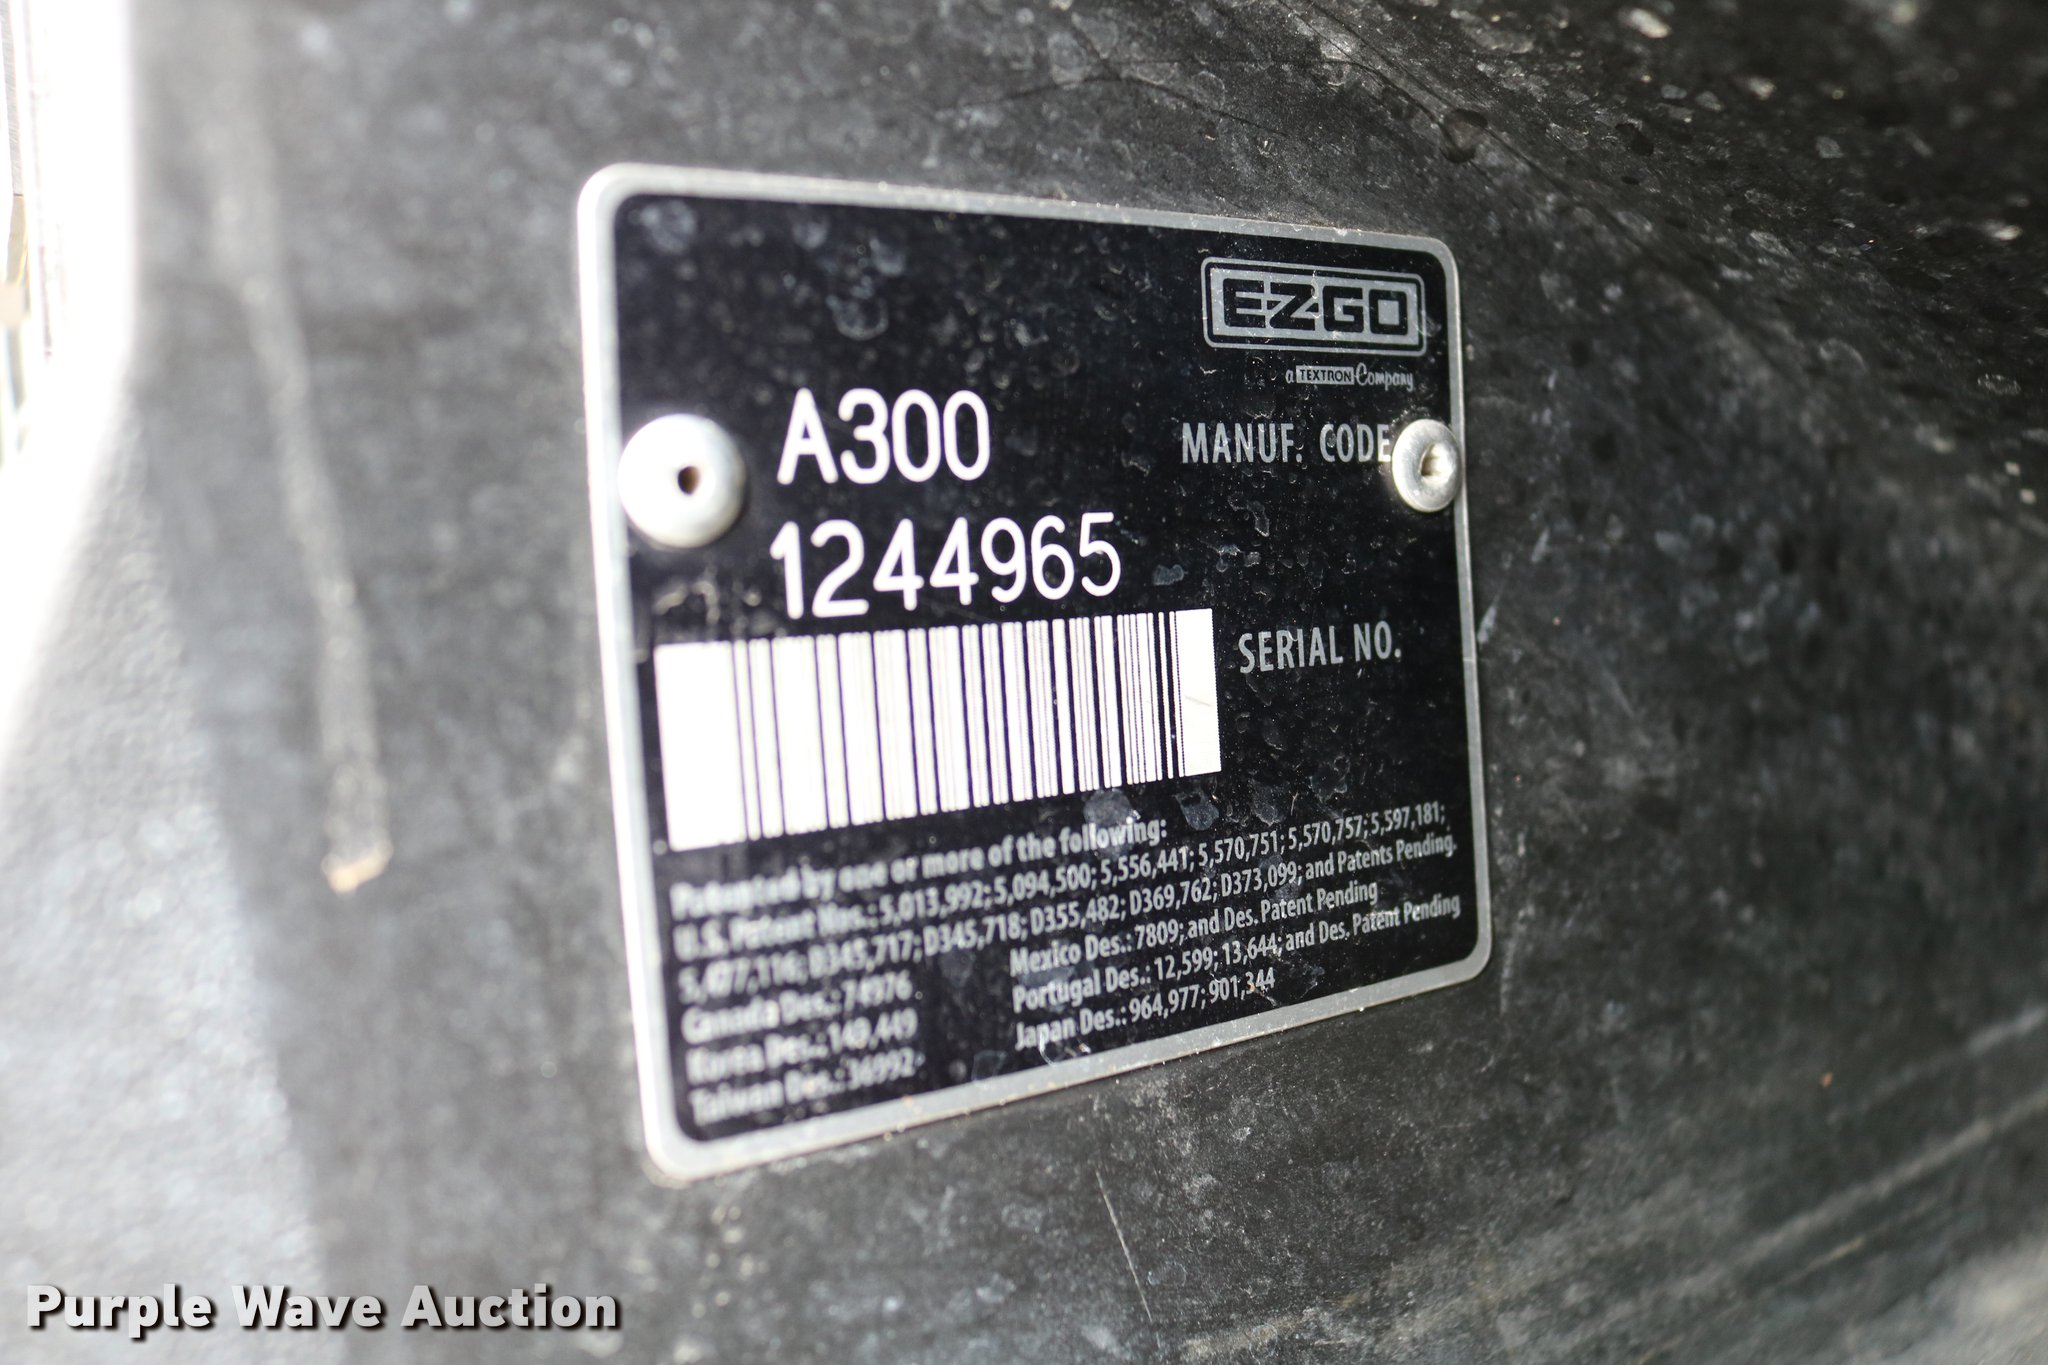 EZGO
a TEXTRON Company
A300 MANUF. CODE
1244965
SERIAL NO.
Patented by one or more of the following:
U.S. Patent Nos.: 5,013,992; 5,094,500; 5,556,441; 5,570,751; 5,570,757; 5,597,181;
5,477,116; D345,717; D345,718; D355,482; D369,762; D373,099; and Patents Pending.
Canada Des.: 74976 Mexico Des.: 7809; and Des. Patent Pending
Korea Des.: 149,449 Portugal Des.: 12,599; 13,644; and Des. Patent Pending
Taiwan Des.: 36992 Japan Des.: 964,977; 901,344
Purple Wave Auction